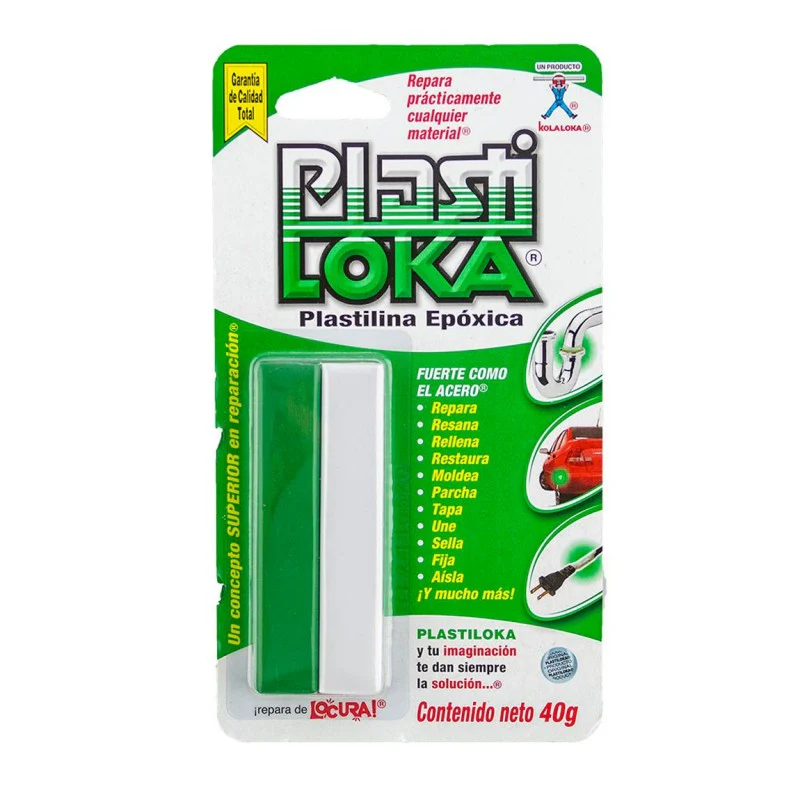 Garantía
de Calidad
Total
Repara
prácticamente
cualquier
material®
UN PRODUCTO
®
KOLALOKA®
Plasti
LOKA®
Plastilina Epóxica
Un concepto SUPERIOR en reparación®
FUERTE COMO
EL ACERO®
• Repara
• Resana
• Rellena
• Restaura
• Moldea
• Parcha
• Tapa
• Une
• Sella
• Fija
• Aísla
¡Y mucho más!
PLASTILOKA
y tu imaginación
te dan siempre
la solución...®
¡repara de LOCURA!®
Contenido neto 40g